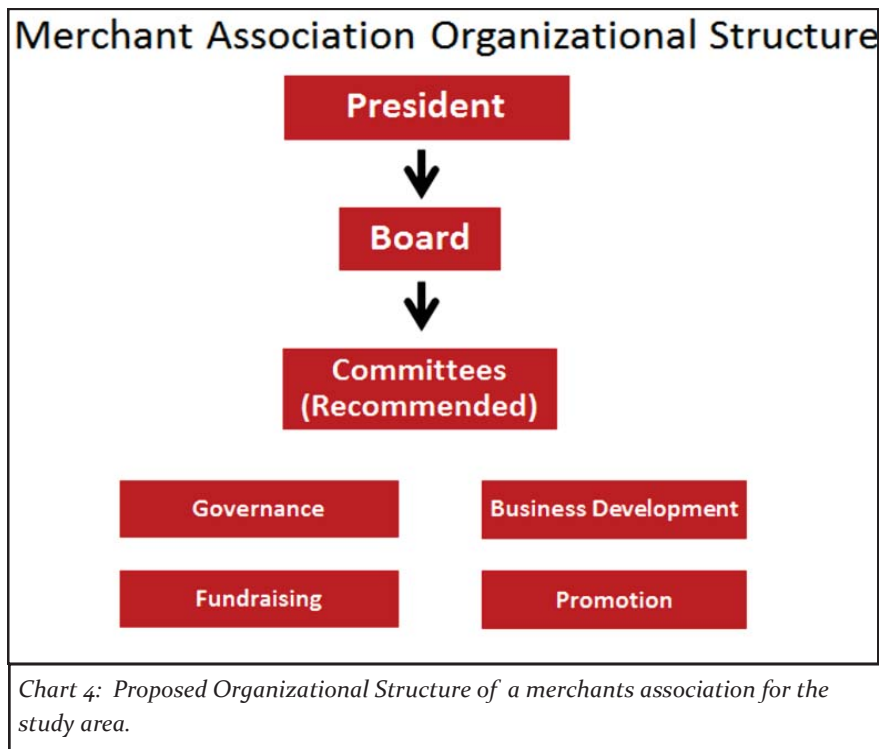 Merchant Association Organizational Structure
President
Board
Committees
(Recommended)
Governance
Business Development
Fundraising
Promotion
Chart 4: Proposed Organizational Structure of a merchants association for the
study area.